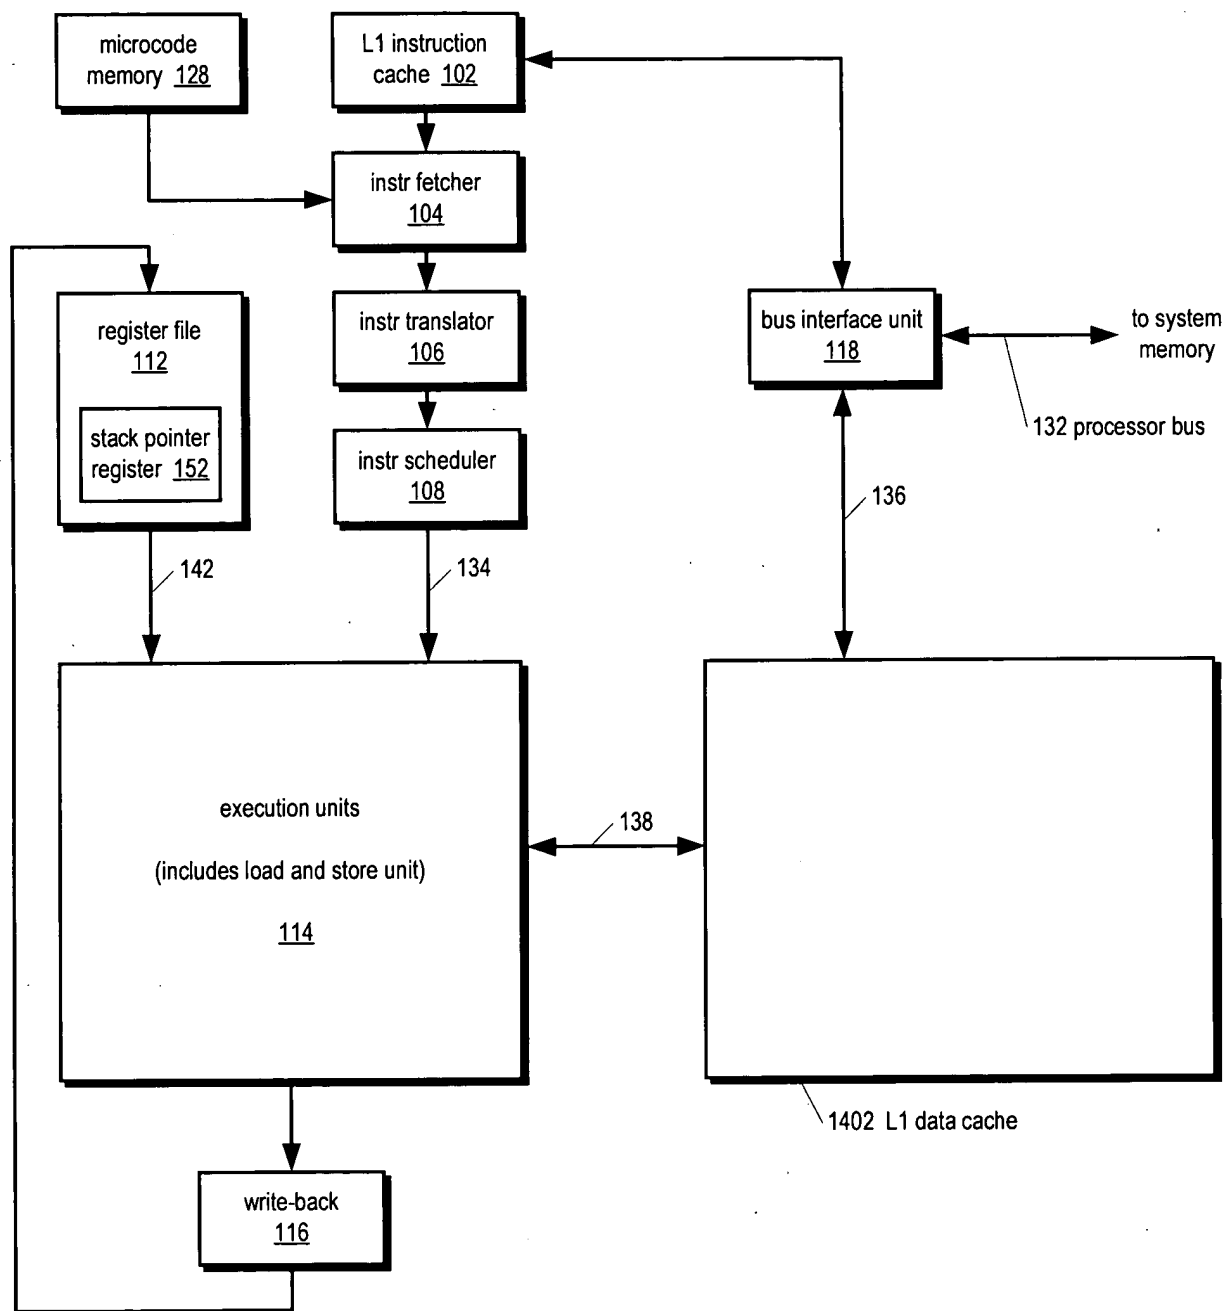 microcode
memory 128
L1 instruction
cache 102
instr fetcher
104
register file
112
stack pointer
register 152
instr translator
106
instr scheduler
108
bus interface unit
118
to system
memory
132 processor bus
142
134
136
execution units
(includes load and store unit)
114
138
1402 L1 data cache
write-back
116